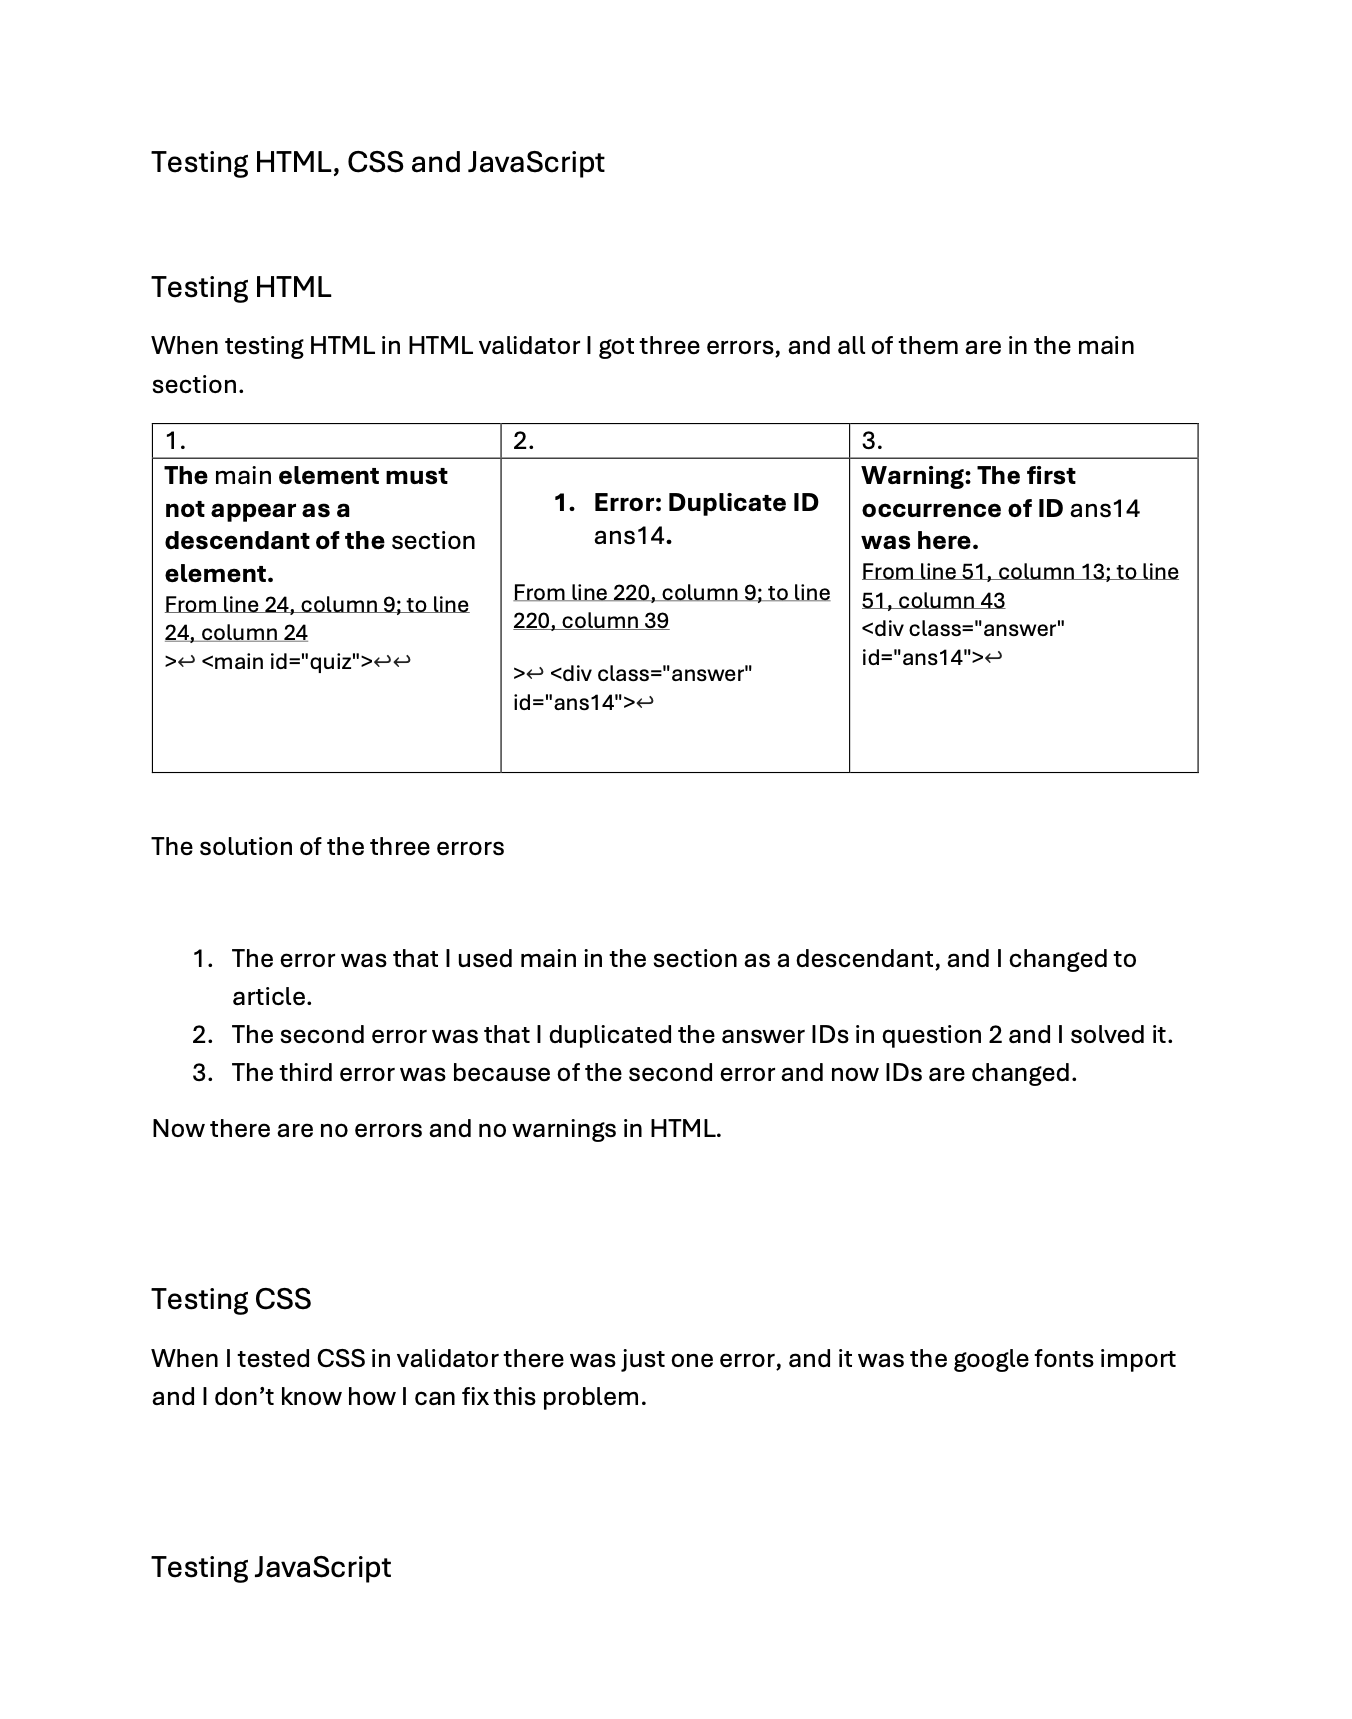 Testing HTML, CSS and JavaScript
Testing HTML
When testing HTML in HTML validator I got three errors, and all of them are in the main
section.
1.
2.
3.
The main element must
not appear as a
descendant of the section
element.
From line 24, column 9; to line
24, column 24
>↩ <main id="quiz">↩↩
1. Error: Duplicate ID
ans14.
From line 220, column 9; to line
220, column 39
>↩ <div class="answer"
id="ans14">↩
Warning: The first
occurrence of ID ans14
was here.
From line 51, column 13; to line
51, column 43
<div class="answer"
id="ans14">↩
The solution of the three errors
1. The error was that I used main in the section as a descendant, and I changed to
article.
2. The second error was that I duplicated the answer IDs in question 2 and I solved it.
3. The third error was because of the second error and now IDs are changed.
Now there are no errors and no warnings in HTML.
Testing CSS
When I tested CSS in validator there was just one error, and it was the google fonts import
and I don’t know how I can fix this problem.
Testing JavaScript